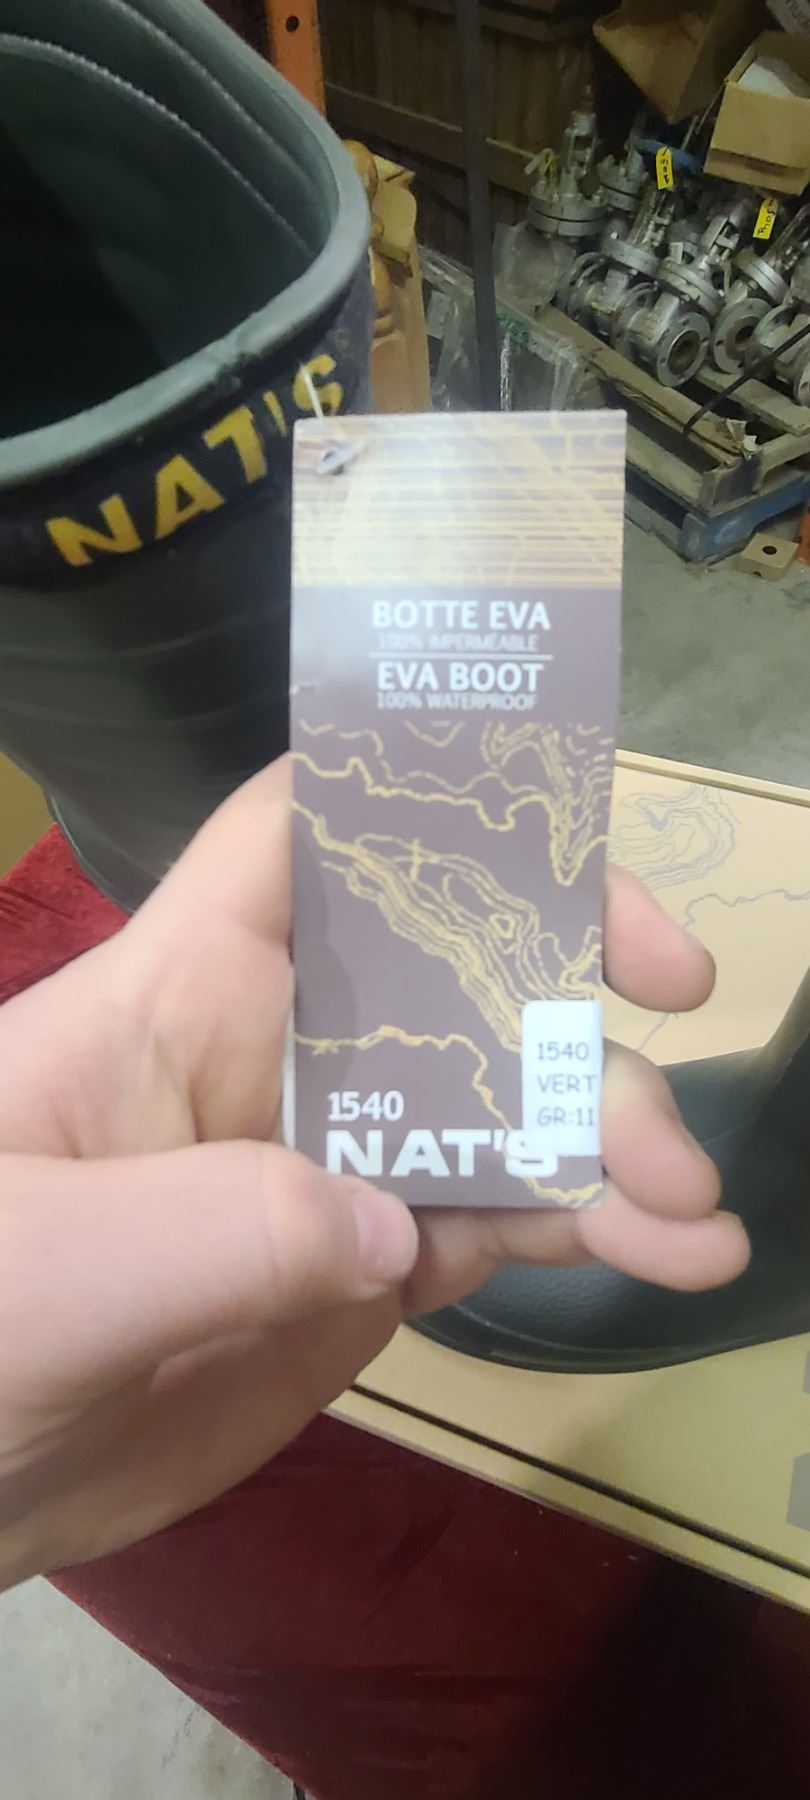 NAT'S
BOTTE EVA
100% IMPERMÉABLE
EVA BOOT
100% WATERPROOF
1540
VERT
GR:11
1540
NAT'S